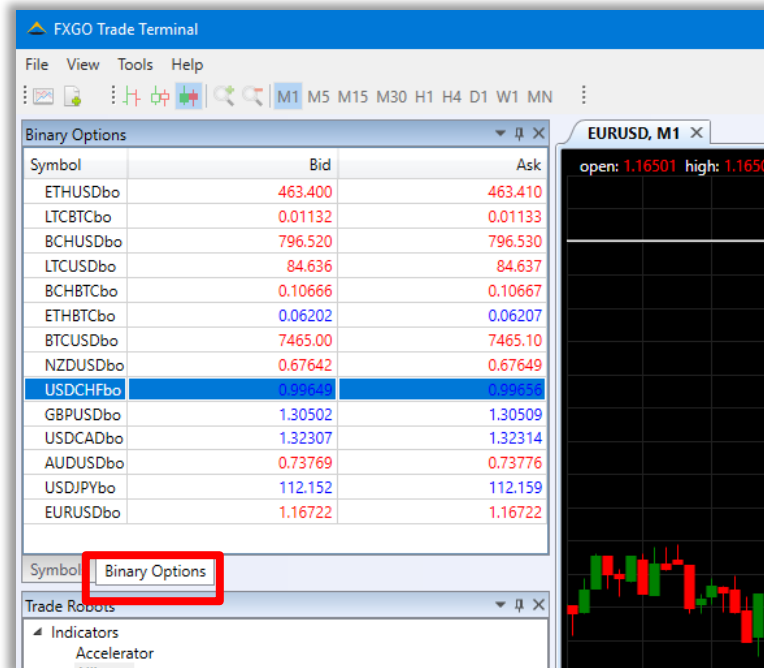 FXGO Trade Terminal
File View Tools Help
M1 M5 M15 M30 H1 H4 D1 W1 MN
Binary Options
EURUSD, M1
Symbol Bid Ask
open: 1.16501 high: 1.1650
ETHUSDbo 463.400 463.410
LTCBTCbo 0.01132 0.01133
BCHUSDbo 796.520 796.530
LTCUSDbo 84.636 84.637
BCHBTCbo 0.10666 0.10667
ETHBTCbo 0.06202 0.06207
BTCUSDbo 7465.00 7465.10
NZDUSDbo 0.67642 0.67649
USDCHFbo 0.99649 0.99656
GBPUSDbo 1.30502 1.30509
USDCADbo 1.32307 1.32314
AUDUSDbo 0.73769 0.73776
USDJPYbo 112.152 112.159
EURUSDbo 1.16722 1.16722
Symbol Binary Options
Trade Robots
Indicators
Accelerator